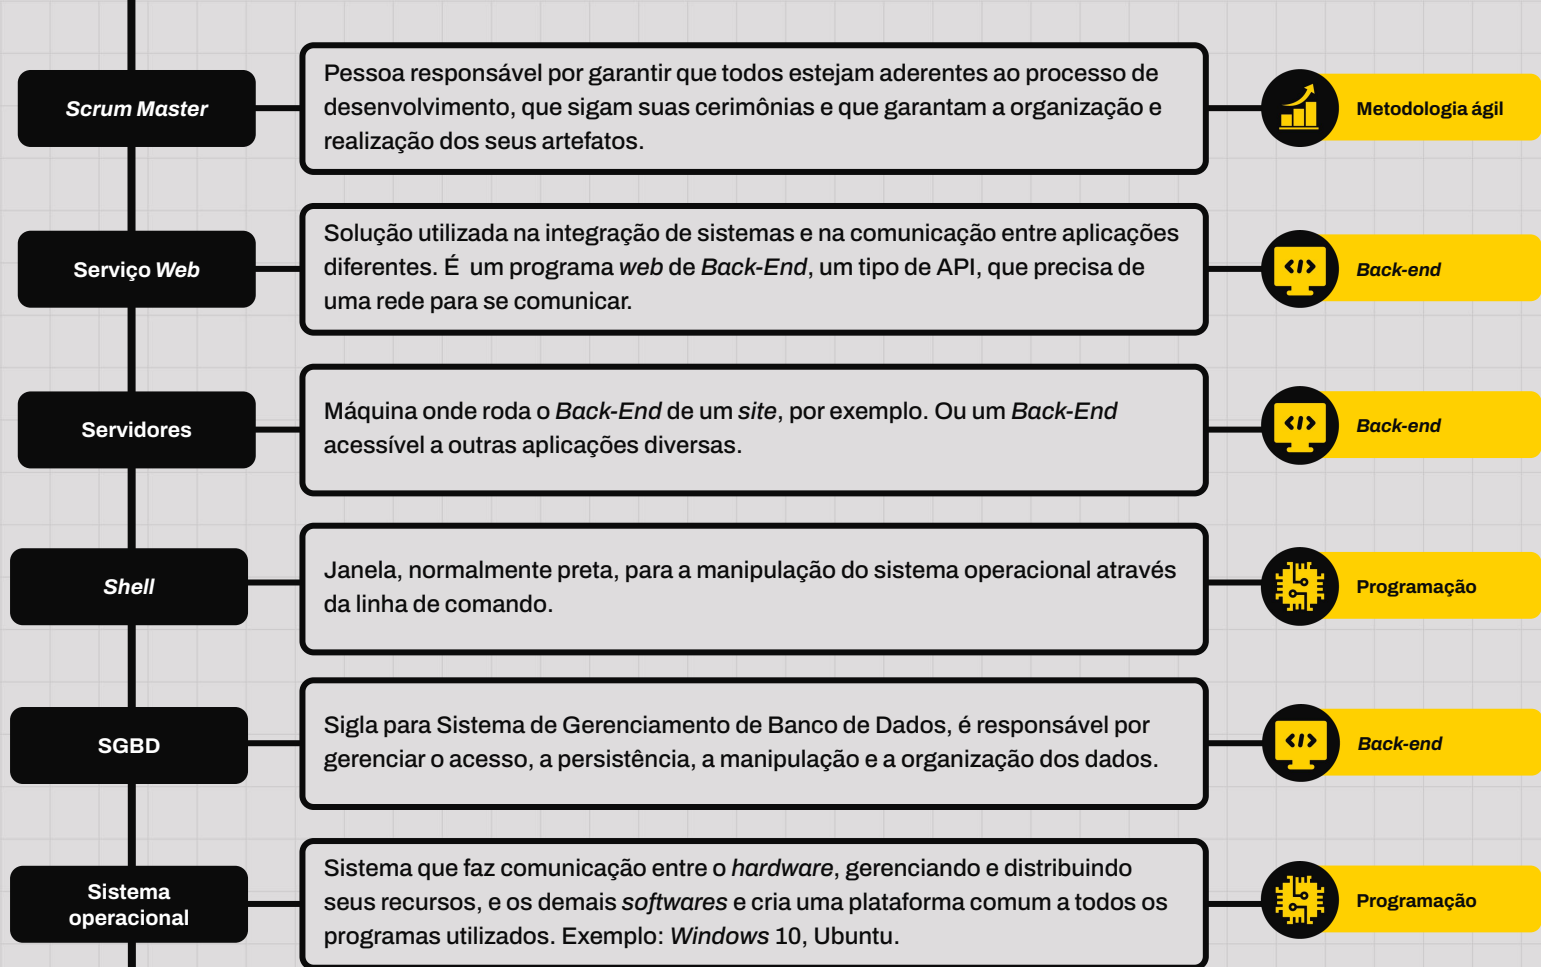 Scrum Master
Pessoa responsável por garantir que todos estejam aderentes ao processo de
desenvolvimento, que sigam suas cerimônias e que garantam a organização e
realização dos seus artefatos.
Metodologia ágil
Serviço Web
Solução utilizada na integração de sistemas e na comunicação entre aplicações
diferentes. É  um programa web de Back-End, um tipo de API, que precisa de
uma rede para se comunicar.
Back-end
Servidores
Máquina onde roda o Back-End de um site, por exemplo. Ou um Back-End
acessível a outras aplicações diversas.
Back-end
Shell
Janela, normalmente preta, para a manipulação do sistema operacional através
da linha de comando.
Programação
SGBD
Sigla para Sistema de Gerenciamento de Banco de Dados, é responsável por
gerenciar o acesso, a persistência, a manipulação e a organização dos dados.
Back-end
Sistema
operacional
Sistema que faz comunicação entre o hardware, gerenciando e distribuindo
seus recursos, e os demais softwares e cria uma plataforma comum a todos os
programas utilizados. Exemplo: Windows 10, Ubuntu.
Programação